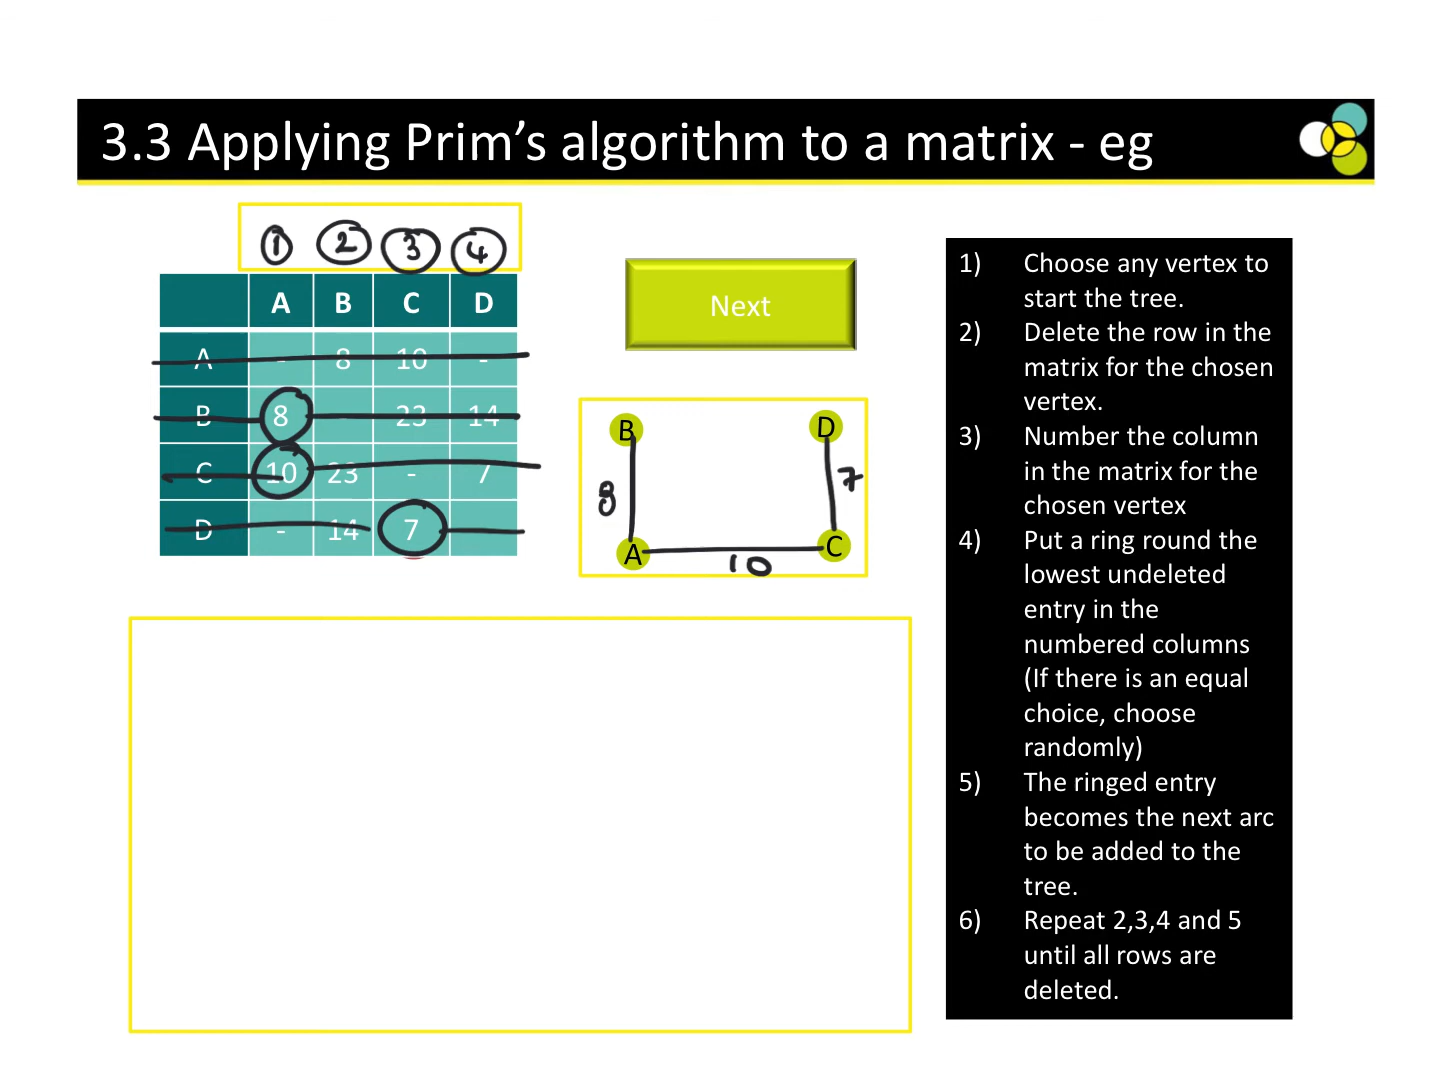 3.3 Applying Prim's algorithm to a matrix - eg
1 2 3 4
A B C D
A - 8 10 -
B 8 23 14
C 10 23 - 7
D - 14 7
Next
B D
8 7
A C
10
1) Choose any vertex to
start the tree.
2) Delete the row in the
matrix for the chosen
vertex.
3) Number the column
in the matrix for the
chosen vertex
4) Put a ring round the
lowest undeleted
entry in the
numbered columns
(If there is an equal
choice, choose
randomly)
5) The ringed entry
becomes the next arc
to be added to the
tree.
6) Repeat 2,3,4 and 5
until all rows are
deleted.